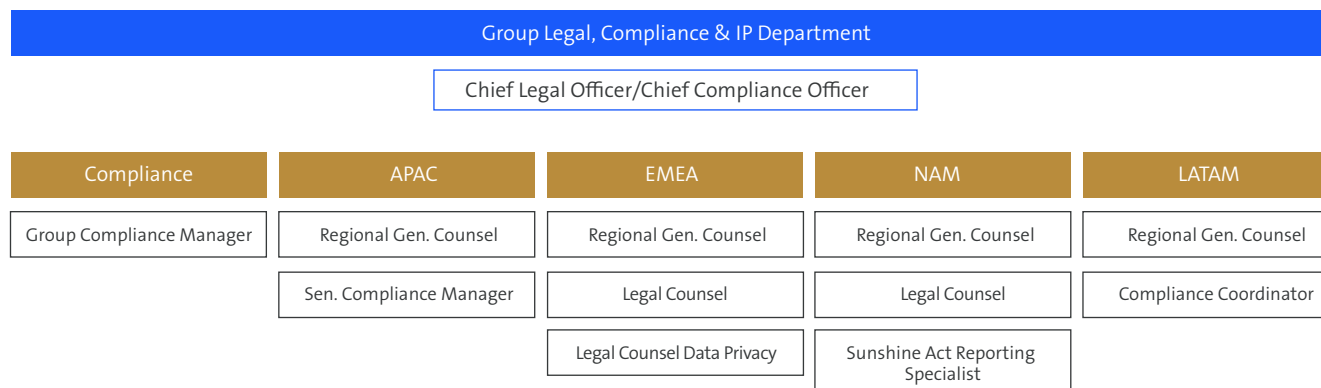 Group Legal, Compliance & IP Department
Chief Legal Officer/Chief Compliance Officer
Compliance
APAC
EMEA
NAM
LATAM
Group Compliance Manager
Regional Gen. Counsel
Regional Gen. Counsel
Regional Gen. Counsel
Regional Gen. Counsel
Sen. Compliance Manager
Legal Counsel
Legal Counsel
Compliance Coordinator
Legal Counsel Data Privacy
Sunshine Act Reporting
Specialist